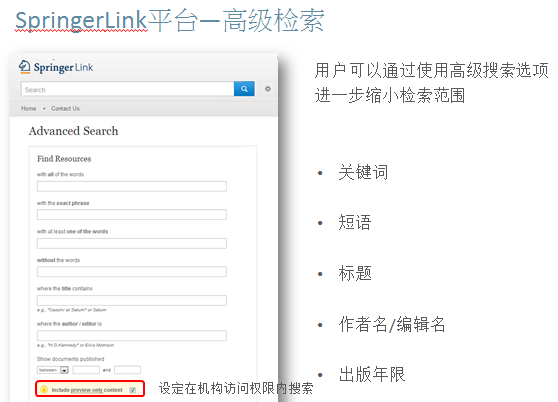 SpringerLink平台—高级检索
Springer Link
Search
Home • Contact Us
Advanced Search
Find Resources
with all of the words
with the exact phrase
with at least one of the words
without the words
where the title contains
e.g., "Cassini at Saturn" or Saturn
where the author / editor is
e.g., "H.G.Kennedy" or Elvis Morrison
Show documents published
between
and
Include preview-only content
设定在机构访问权限内搜索
用户可以通过使用高级搜索选项
进一步缩小检索范围
• 关键词
• 短语
• 标题
• 作者名/编辑名
• 出版年限